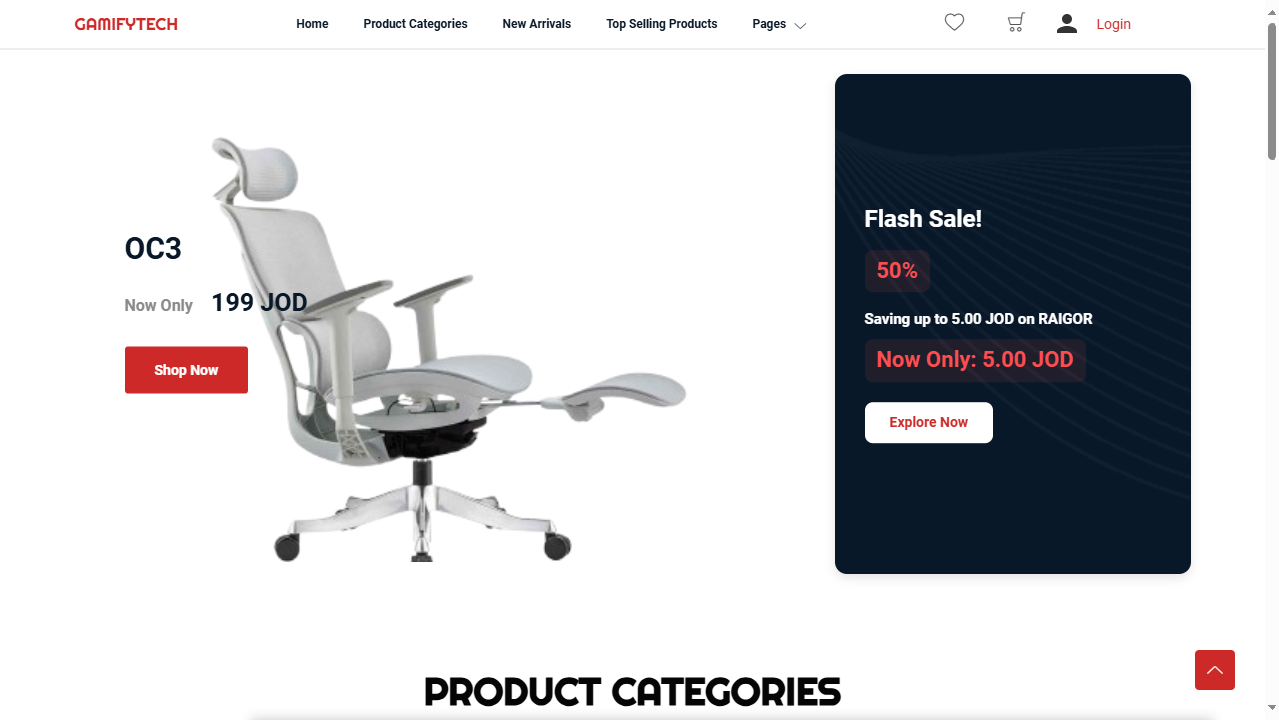 GAMIFYTECH
Home
Product Categories
New Arrivals
Top Selling Products
Pages
Login
OC3
Now Only 199 JOD
Shop Now
Flash Sale!
50%
Saving up to 5.00 JOD on RAIGOR
Now Only: 5.00 JOD
Explore Now
PRODUCT CATEGORIES